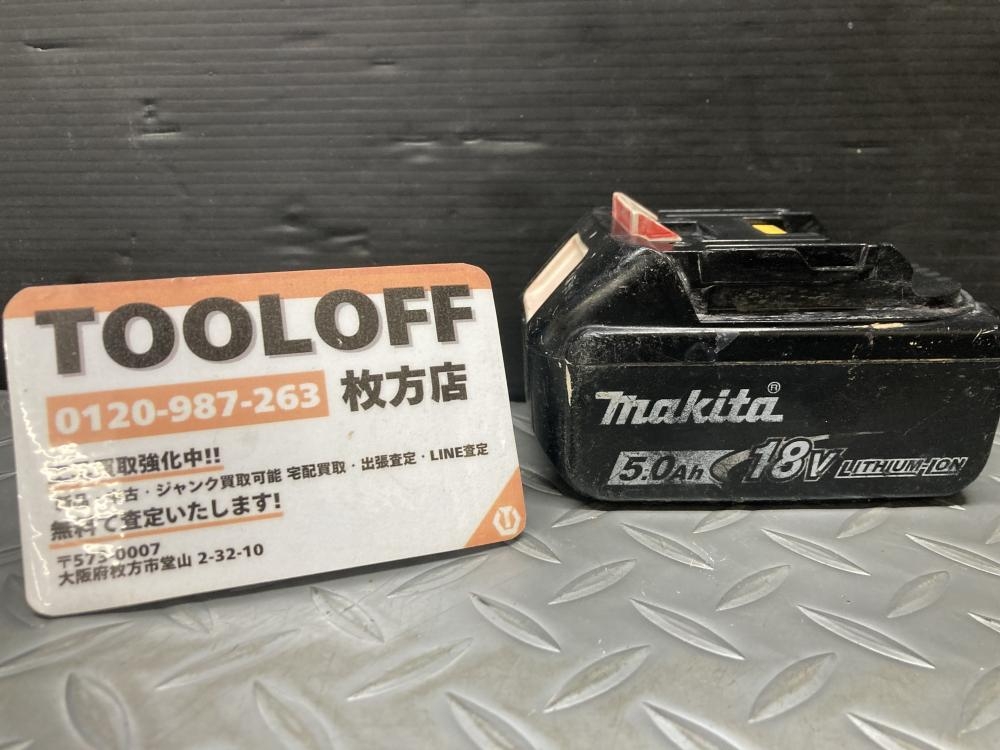 TOOLOFF
0120-987-263 枚方店
買取強化中!!
古・ジャンク買取可能 宅配買取・出張査定・LINE査定
無料で査定いたします!
〒573-0007
大阪府枚方市堂山 2-32-10
makita®
5.0Ah 18V LITHIUM-ION